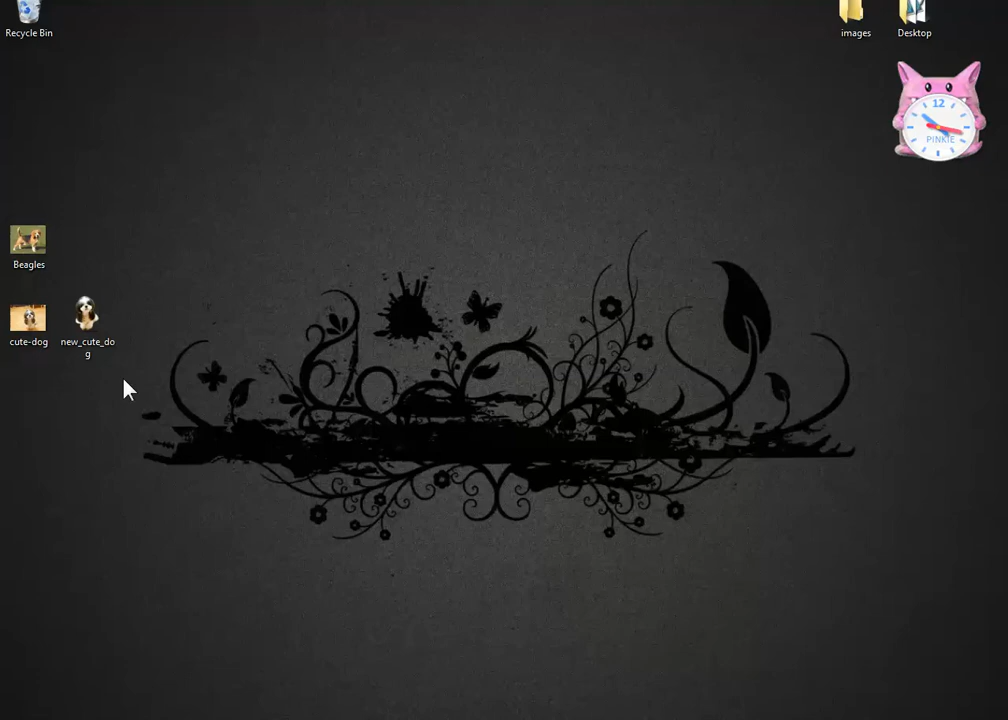 Recycle Bin
images
Desktop
12
PINKIE
Beagles
cute-dog
new_cute_do
g